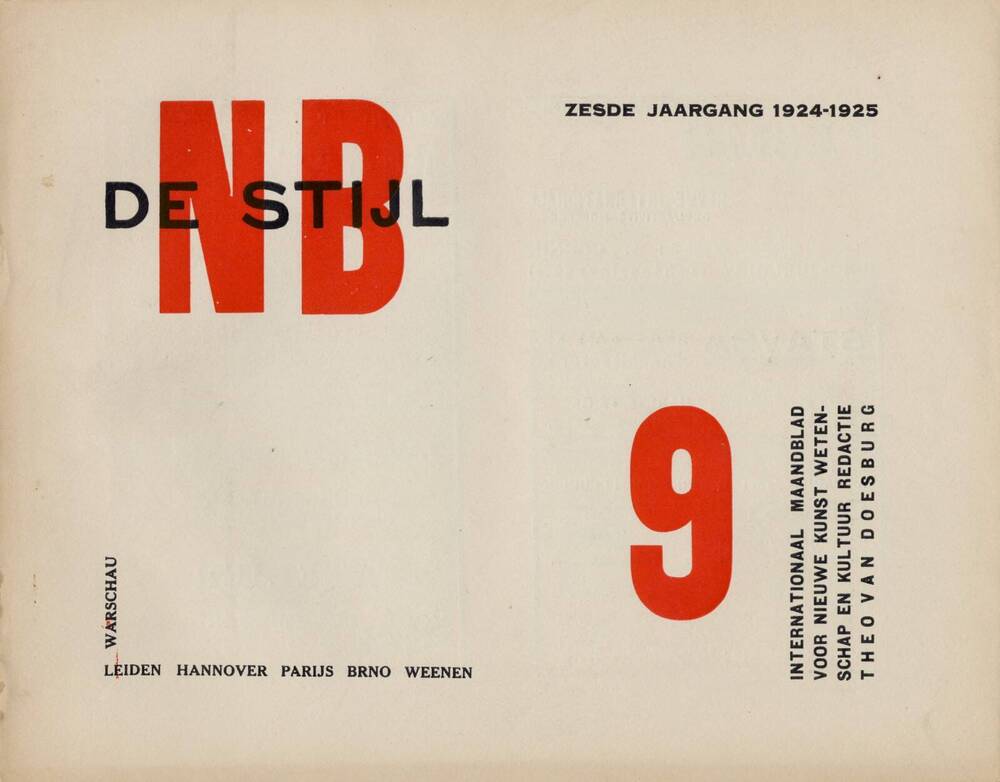 NB
DE STIJL
ZESDE JAARGANG 1924-1925
9
INTERNATIONAAL MAANDBLAD
VOOR NIEUWE KUNST WETEN-
SCHAP EN KULTUUR REDACTIE
THEO VAN DOESBURG
WARSCHAU
LEIDEN HANNOVER PARIJS BRNO WEENEN